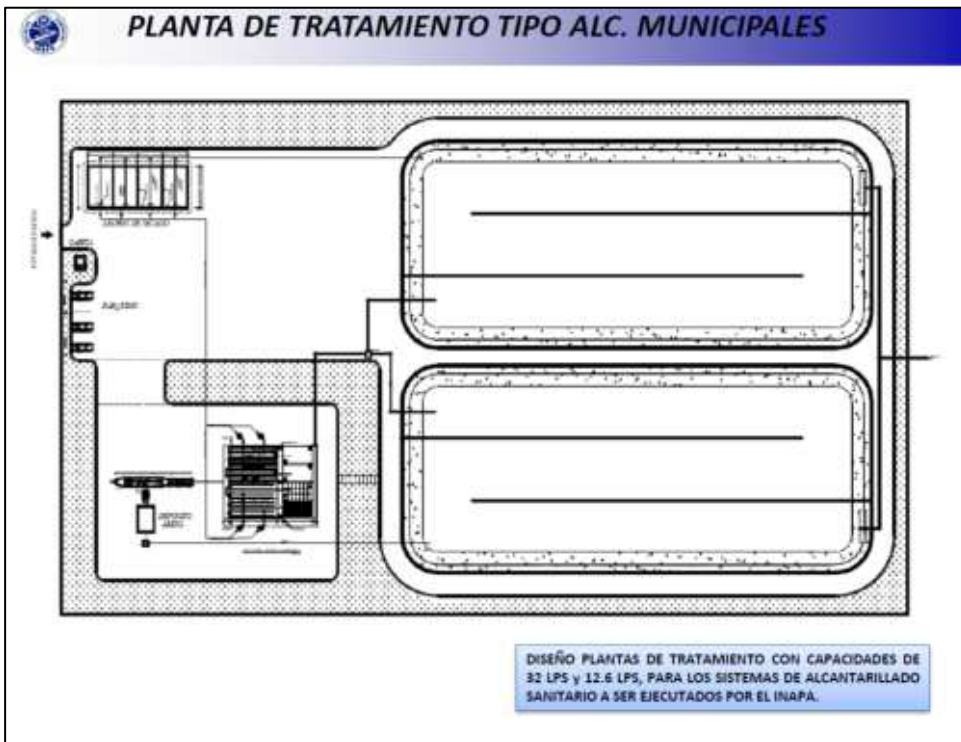 PLANTA DE TRATAMIENTO TIPO ALC. MUNICIPALES
DISEÑO PLANTAS DE TRATAMIENTO CON CAPACIDADES DE
32 LPS y 12.6 LPS, PARA LOS SISTEMAS DE ALCANTARILLADO
SANITARIO A SER EJECUTADOS POR EL INAPA.